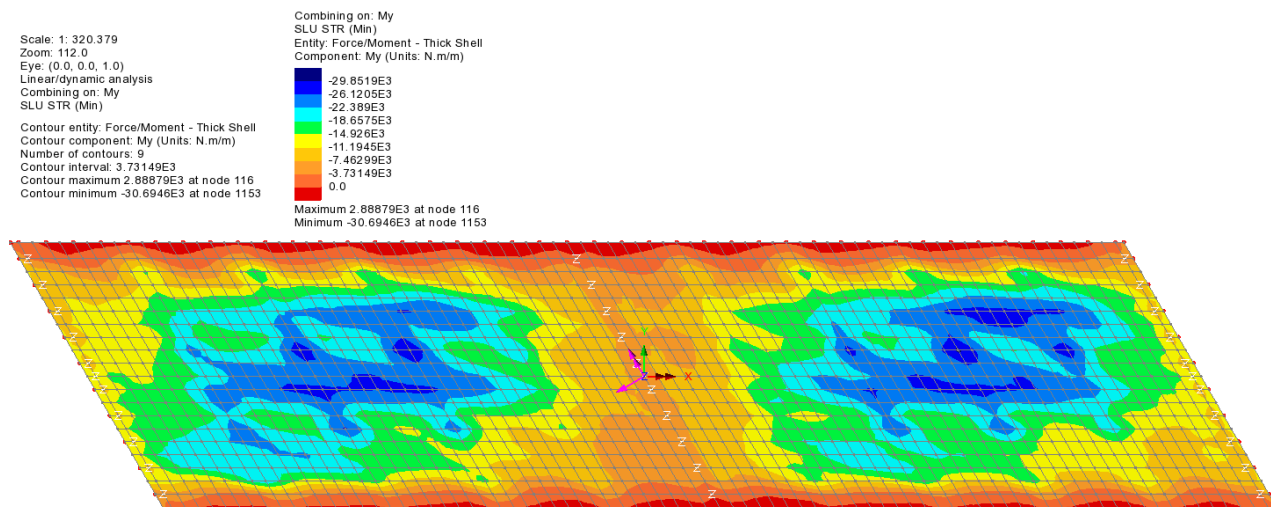 Scale: 1: 320.379
Zoom: 112.0
Eye: (0.0, 0.0, 1.0)
Linear/dynamic analysis
Combining on: My
SLU STR (Min)
Contour entity: Force/Moment - Thick Shell
Contour component: My (Units: N.m/m)
Number of contours: 9
Contour interval: 3.73149E3
Contour maximum 2.88879E3 at node 116
Contour minimum -30.6946E3 at node 1153
Combining on: My
SLU STR (Min)
Entity: Force/Moment - Thick Shell
Component: My (Units: N.m/m)
-29.8519E3
-26.1205E3
-22.389E3
-18.6575E3
-14.926E3
-11.1945E3
-7.46299E3
-3.73149E3
0.0
Maximum 2.88879E3 at node 116
Minimum -30.6946E3 at node 1153
Z Z Z
Z Z
Z
Z
X
Z
Z
Z
Z
Z Z Z